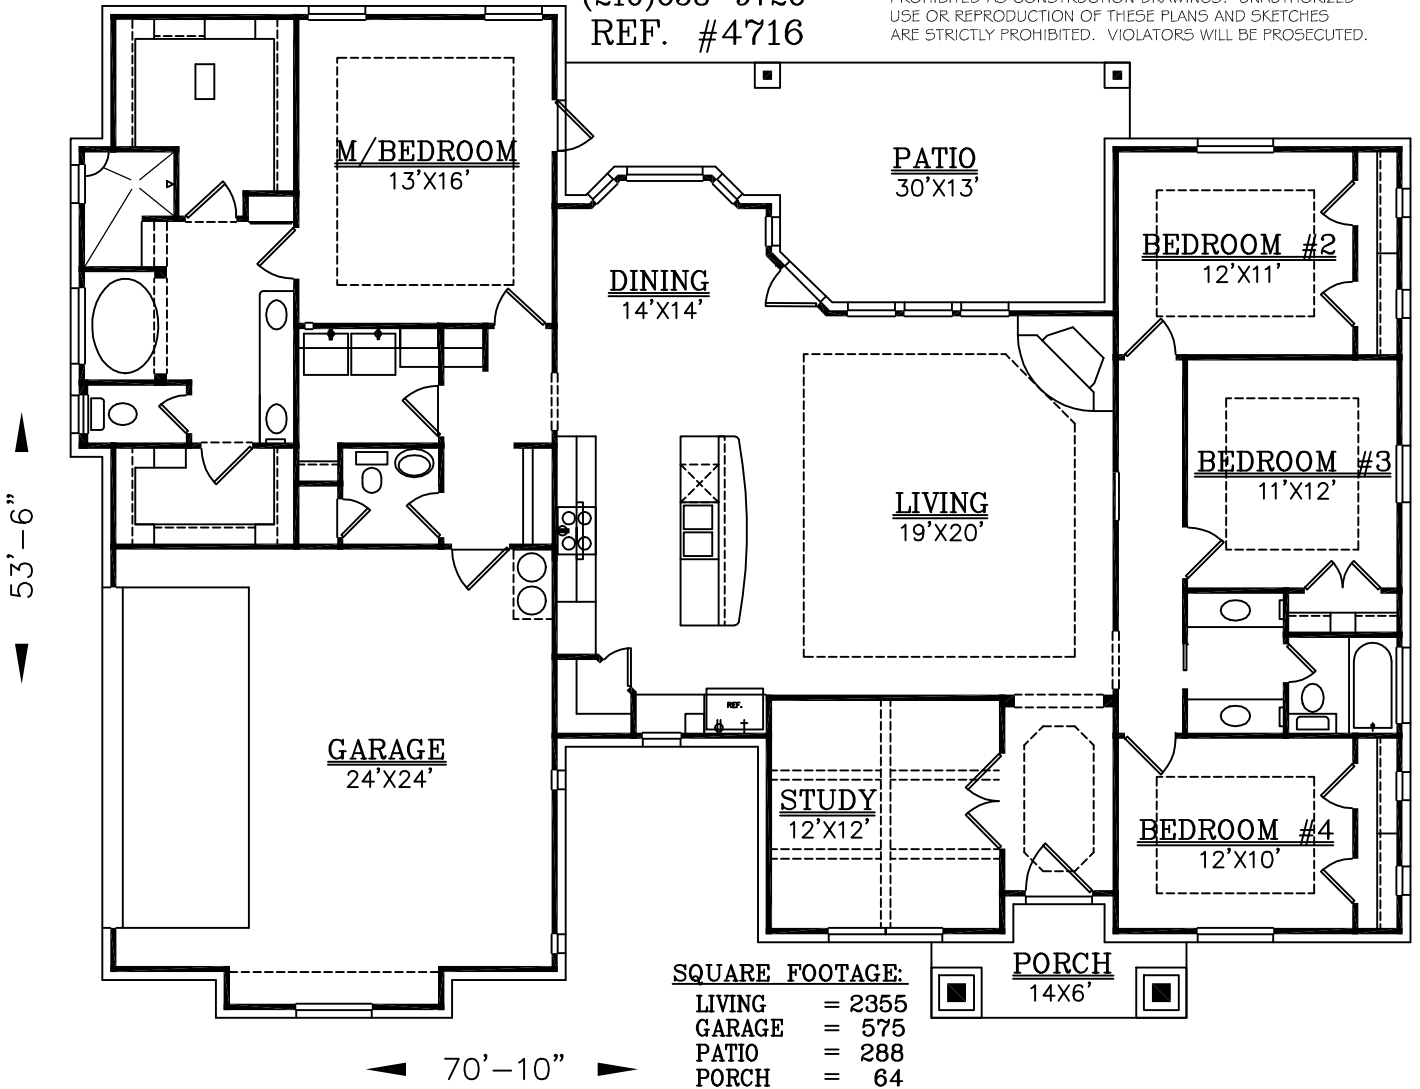 REF. #4716
USE OR REPRODUCTION OF THESE PLANS AND SKETCHES
ARE STRICTLY PROHIBITED. VIOLATORS WILL BE PROSECUTED.
M/BEDROOM
13'X16'
PATIO
30'X13'
BEDROOM #2
12'X11'
DINING
14'X14'
BEDROOM #3
11'X12'
LIVING
19'X20'
53'-6"
REF.
GARAGE
24'X24'
STUDY
12'X12'
BEDROOM #4
12'X10'
PORCH
14X6'
SQUARE FOOTAGE:
LIVING = 2355
GARAGE = 575
PATIO = 288
PORCH = 64
70'-10"